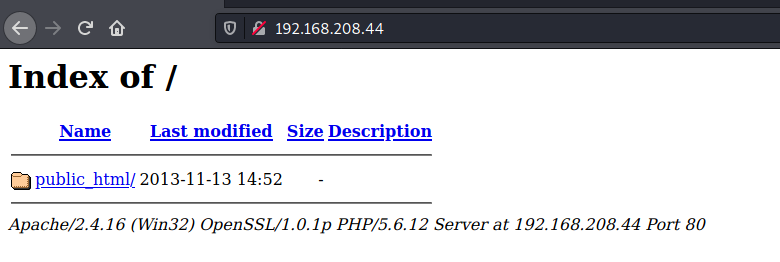 192.168.208.44
Index of /
Name Last modified Size Description
public_html/ 2013-11-13 14:52 -
Apache/2.4.16 (Win32) OpenSSL/1.0.1p PHP/5.6.12 Server at 192.168.208.44 Port 80